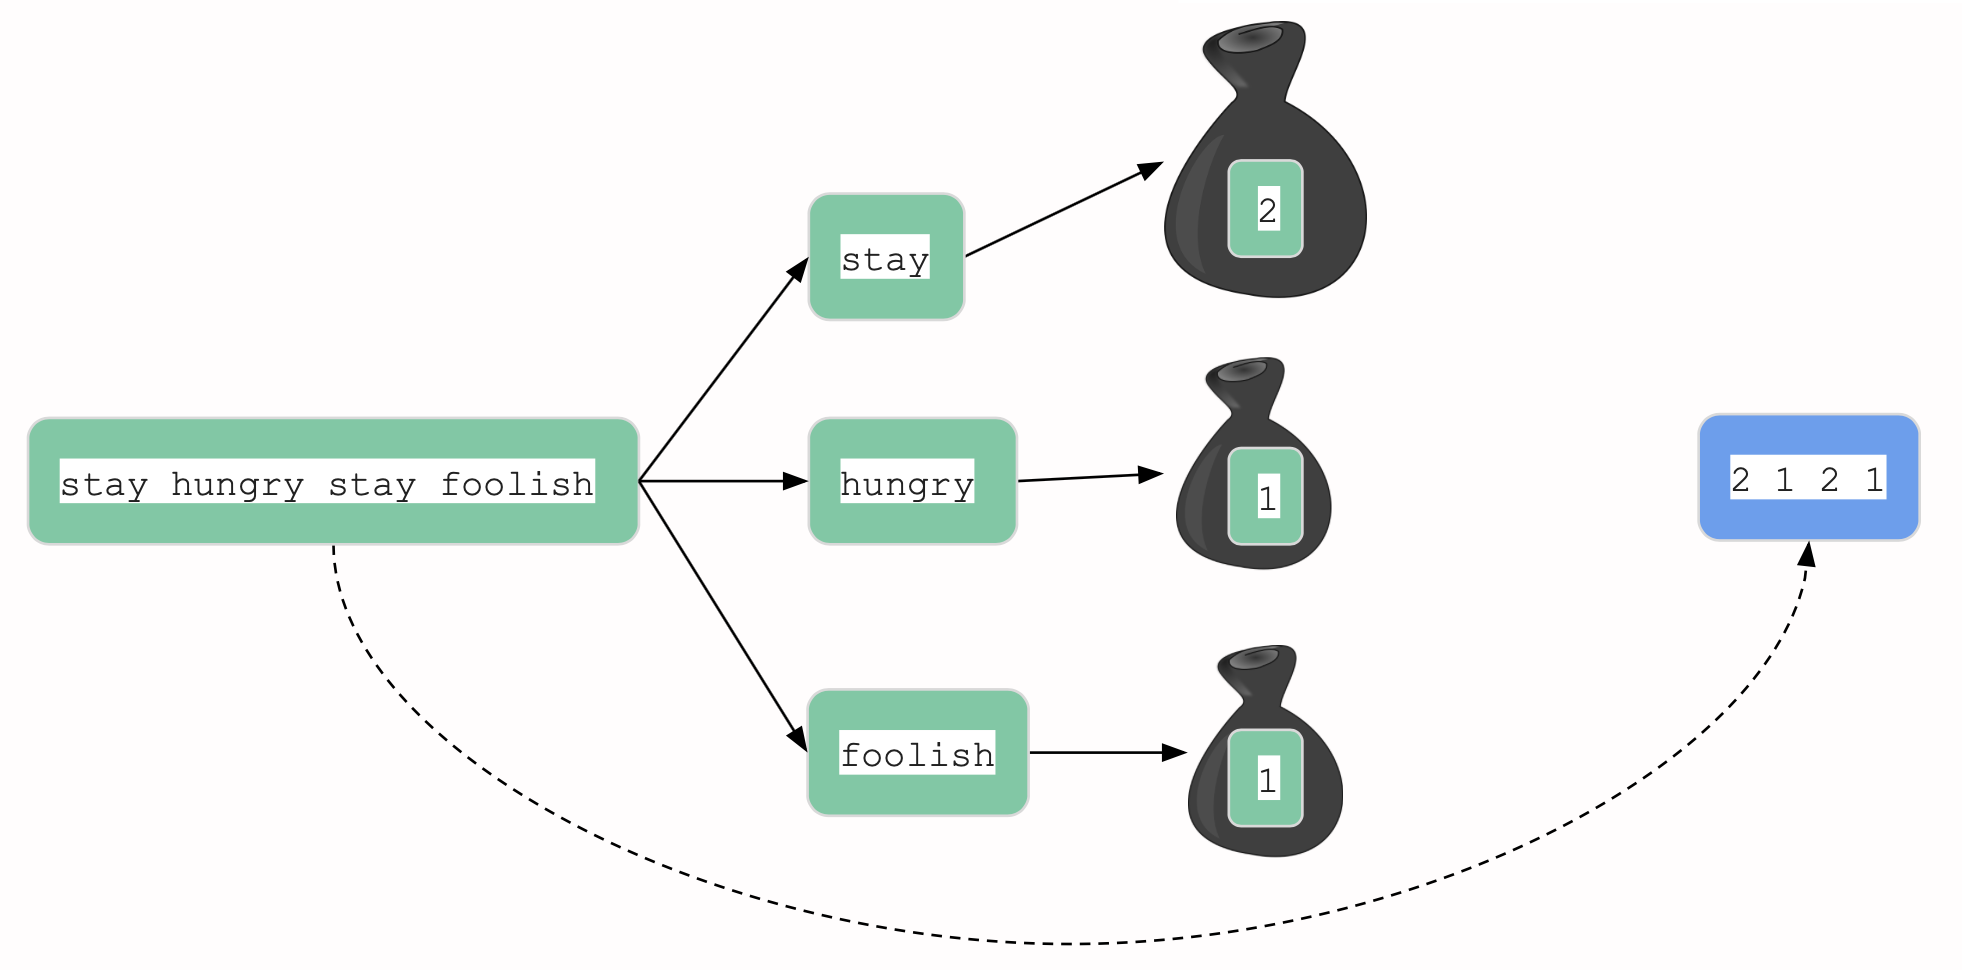 stay hungry stay foolish
stay
2
hungry
1
foolish
1
2 1 2 1